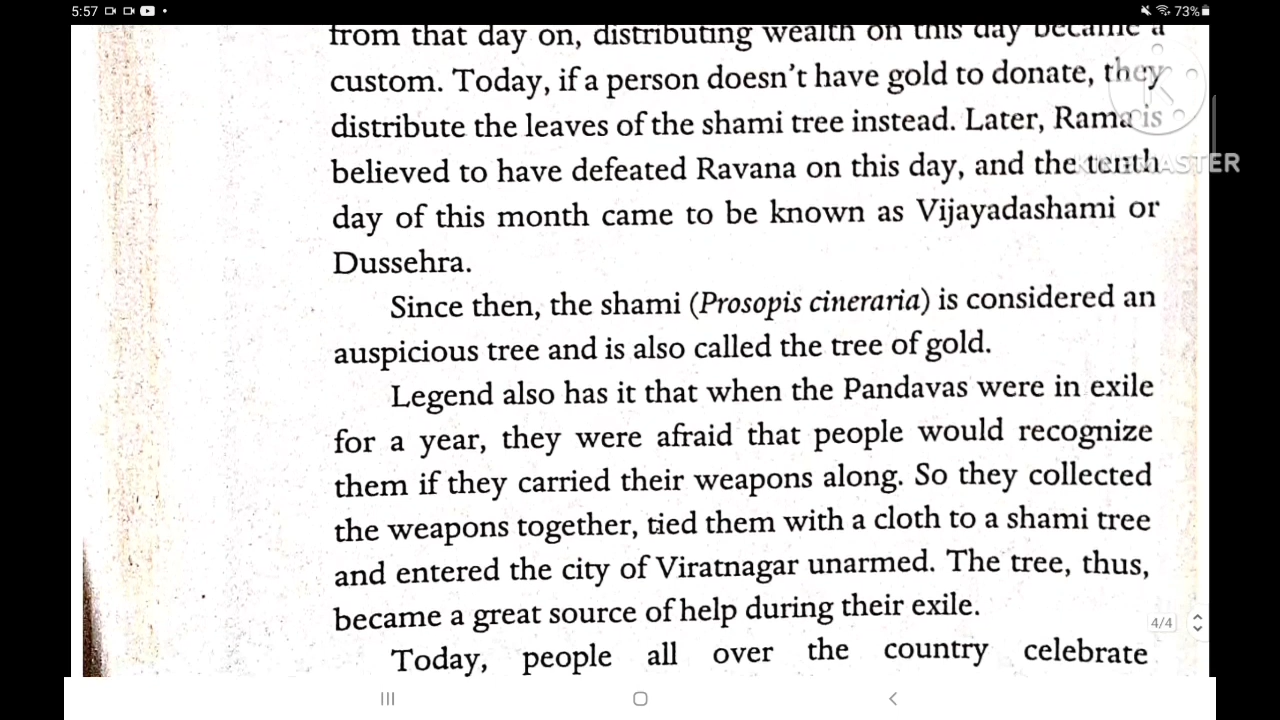 5:57
73%
from that day on, distributing wealth on this day became a
custom. Today, if a person doesn't have gold to donate, they
distribute the leaves of the shami tree instead. Later, Rama is
believed to have defeated Ravana on this day, and the tenth
day of this month came to be known as Vijayadashami or
Dussehra.
Since then, the shami (Prosopis cineraria) is considered an
auspicious tree and is also called the tree of gold.
Legend also has it that when the Pandavas were in exile
for a year, they were afraid that people would recognize
them if they carried their weapons along. So they collected
the weapons together, tied them with a cloth to a shami tree
and entered the city of Viratnagar unarmed. The tree, thus,
became a great source of help during their exile.
4/4
Today, people all over the country celebrate